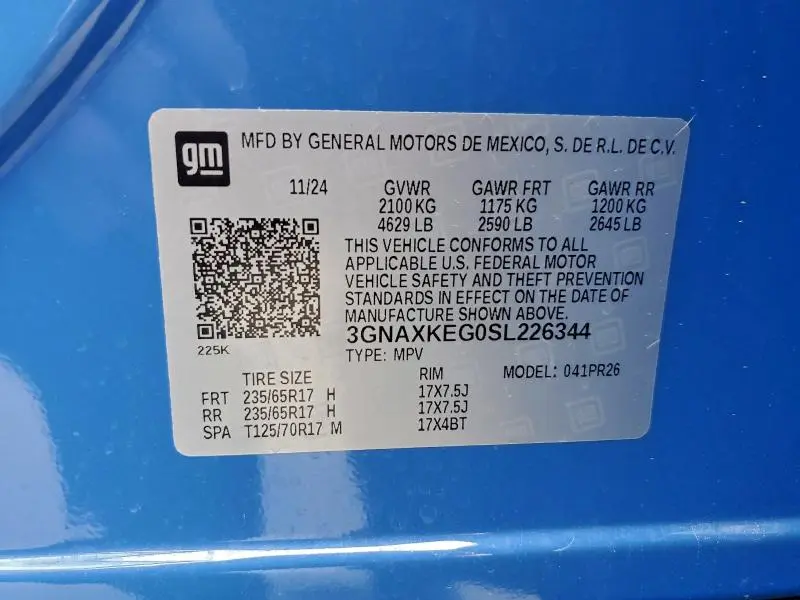 gm MFD BY GENERAL MOTORS DE MEXICO, S. DE R.L. DE C.V.
11/24 GVWR GAWR FRT GAWR RR
2100 KG 1175 KG 1200 KG
4629 LB 2590 LB 2645 LB
THIS VEHICLE CONFORMS TO ALL
APPLICABLE U.S. FEDERAL MOTOR
VEHICLE SAFETY AND THEFT PREVENTION
STANDARDS IN EFFECT ON THE DATE OF
MANUFACTURE SHOWN ABOVE.
3GNAXKEG0SL226344
225K
TYPE: MPV MODEL: 041PR26
TIRE SIZE RIM
FRT 235/65R17 H 17X7.5J
RR 235/65R17 H 17X7.5J
SPA T125/70R17 M 17X4BT